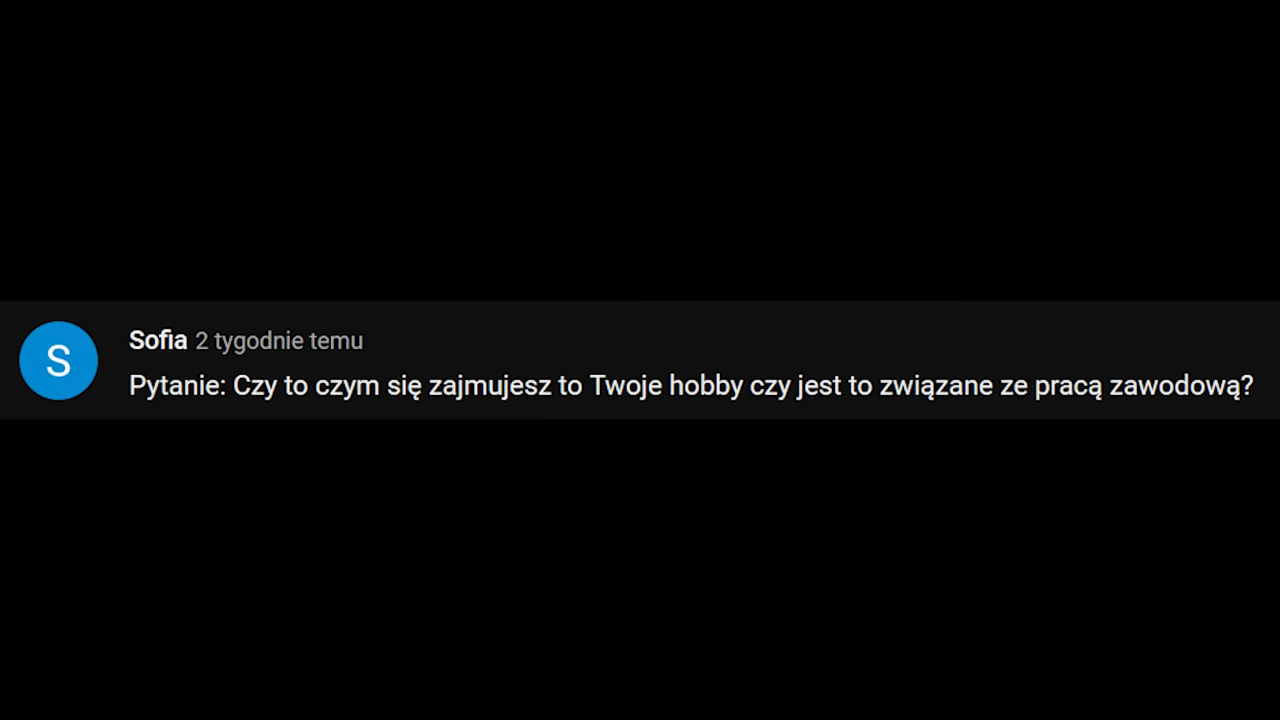 S
Sofia 2 tygodnie temu
Pytanie: Czy to czym się zajmujesz to Twoje hobby czy jest to związane ze pracą zawodową?